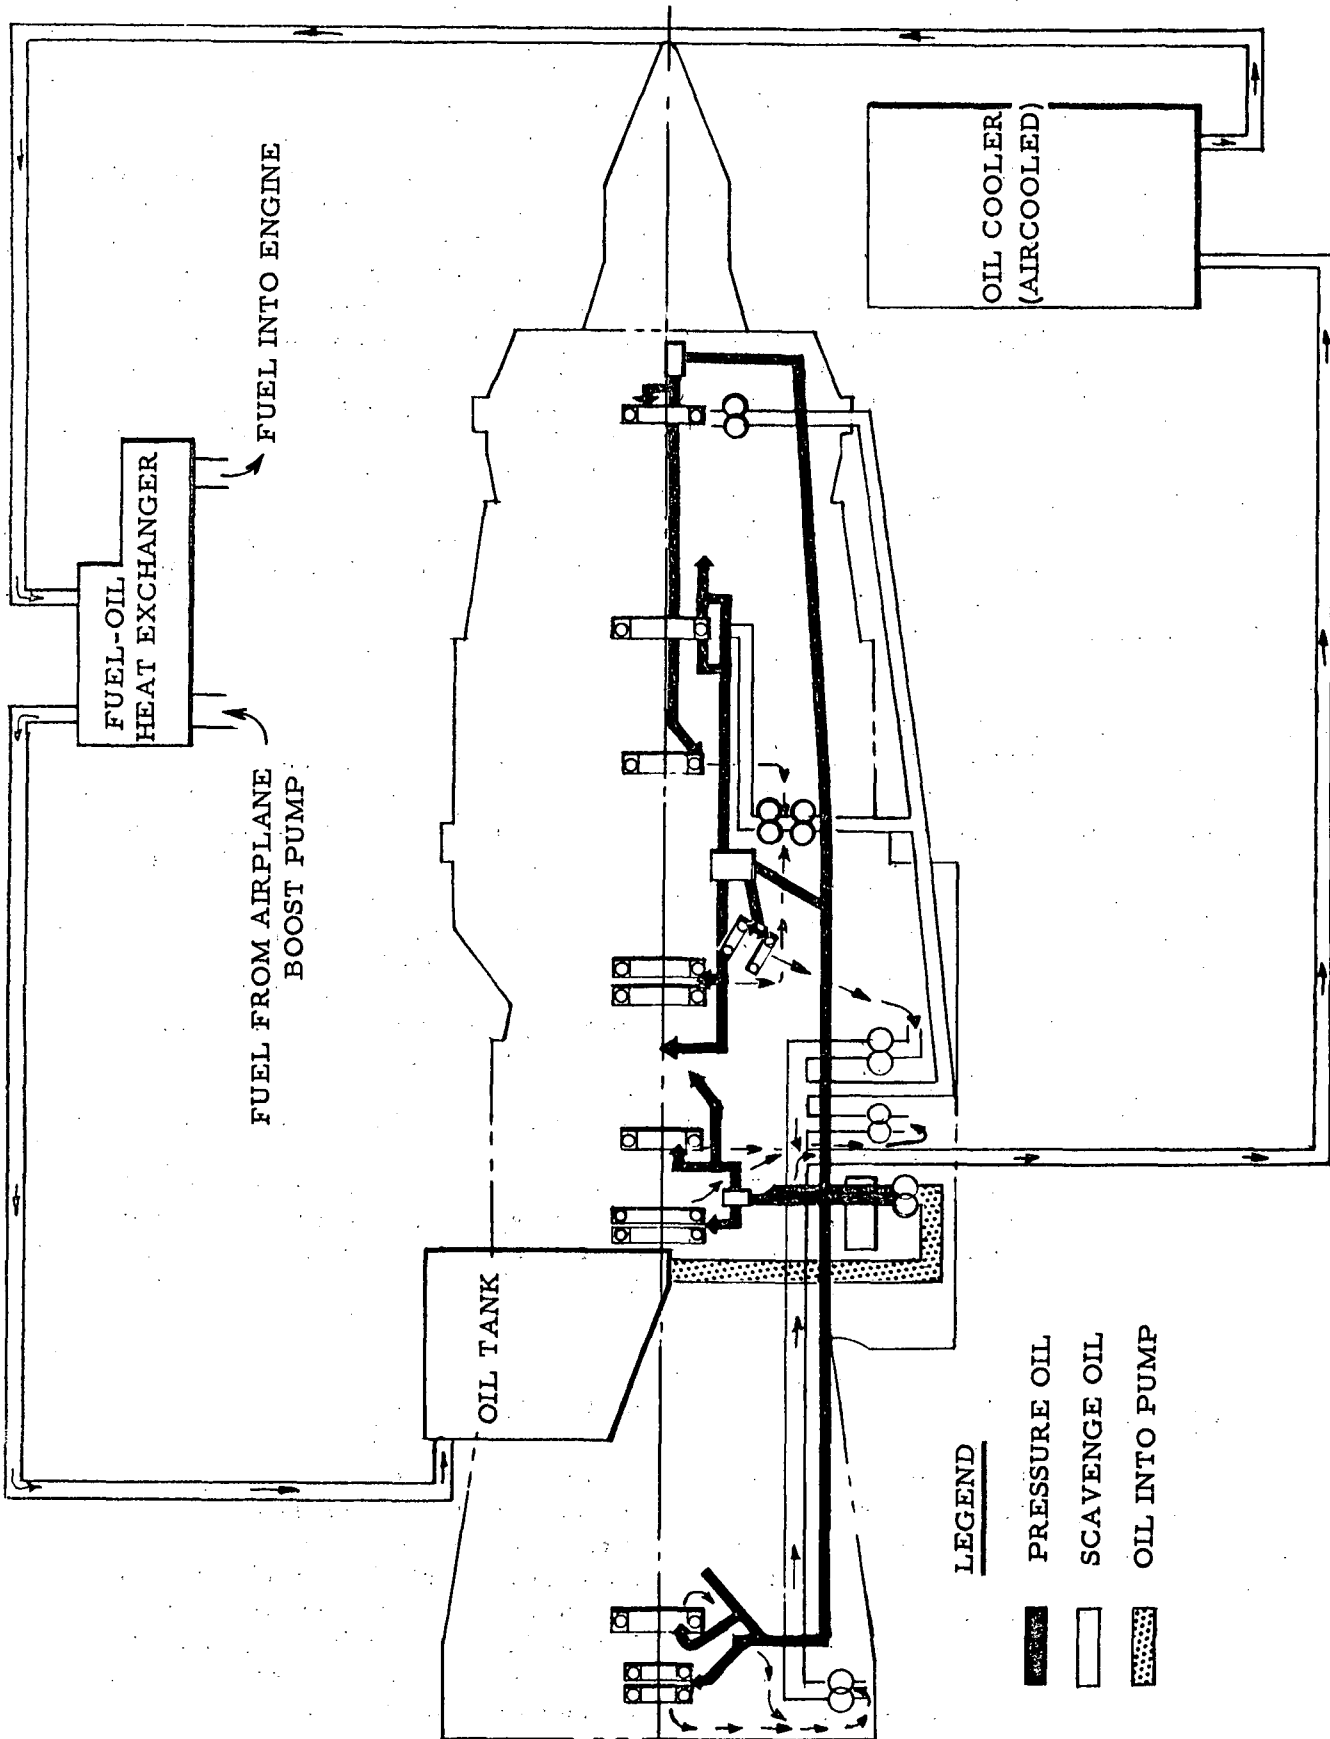 FUEL INTO ENGINE
FUEL-OIL
HEAT EXCHANGER
FUEL FROM AIRPLANE
BOOST PUMP
OIL COOLER
(AIRCOOLED)
OIL TANK
LEGEND
PRESSURE OIL
SCAVENGE OIL
OIL INTO PUMP